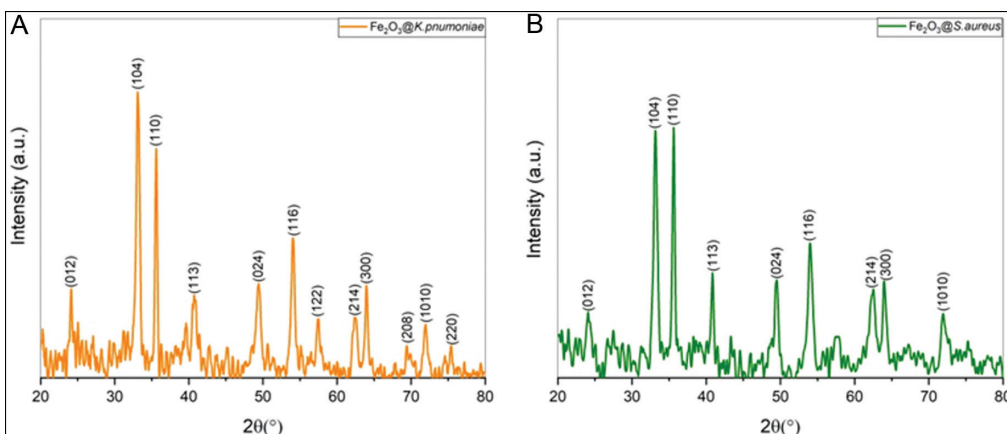 A
Fe₂O₃@K.pnumoniae
(104)
(110)
(116)
(012)
(113)
(024)
(122)
(214)
(300)
(208)
(1010)
(220)
Intensity (a.u.)
20 30 40 50 60 70 80
2θ(°)
B
Fe₂O₃@S.aureus
(104)
(110)
(116)
(012)
(113)
(024)
(214)
(300)
(1010)
Intensity (a.u.)
20 30 40 50 60 70 80
2θ(°)